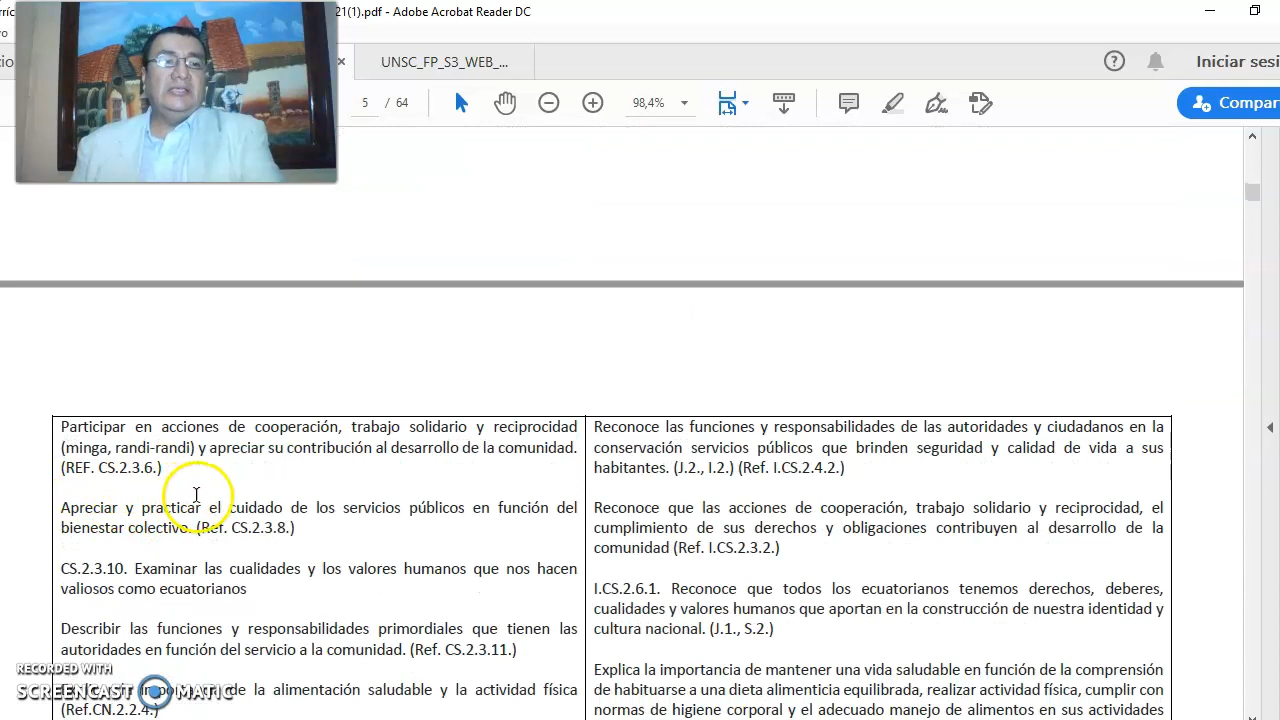 21(1).pdf - Adobe Acrobat Reader DC
UNSC_FP_S3_WEB_...
Iniciar sesi
5 / 64
98,4%
Compar
Participar en acciones de cooperación, trabajo solidario y reciprocidad
(minga, randi-randi) y apreciar su contribución al desarrollo de la comunidad.
(REF. CS.2.3.6.)
Apreciar y practicar el cuidado de los servicios públicos en función del
bienestar colectivo. (Ref. CS.2.3.8.)
CS.2.3.10. Examinar las cualidades y los valores humanos que nos hacen
valiosos como ecuatorianos
Describir las funciones y responsabilidades primordiales que tienen las
autoridades en función del servicio a la comunidad. (Ref. CS.2.3.11.)
de la alimentación saludable y la actividad física
(Ref.CN.2.2.4.)
Reconoce las funciones y responsabilidades de las autoridades y ciudadanos en la
conservación servicios públicos que brinden seguridad y calidad de vida a sus
habitantes. (J.2., I.2.) (Ref. I.CS.2.4.2.)
Reconoce que las acciones de cooperación, trabajo solidario y reciprocidad, el
cumplimiento de sus derechos y obligaciones contribuyen al desarrollo de la
comunidad (Ref. I.CS.2.3.2.)
I.CS.2.6.1. Reconoce que todos los ecuatorianos tenemos derechos, deberes,
cualidades y valores humanos que aportan en la construcción de nuestra identidad y
cultura nacional. (J.1., S.2.)
Explica la importancia de mantener una vida saludable en función de la comprensión
de habituarse a una dieta alimenticia equilibrada, realizar actividad física, cumplir con
normas de higiene corporal y el adecuado manejo de alimentos en sus actividades
RECORDED WITH
SCREENCAST MATIC